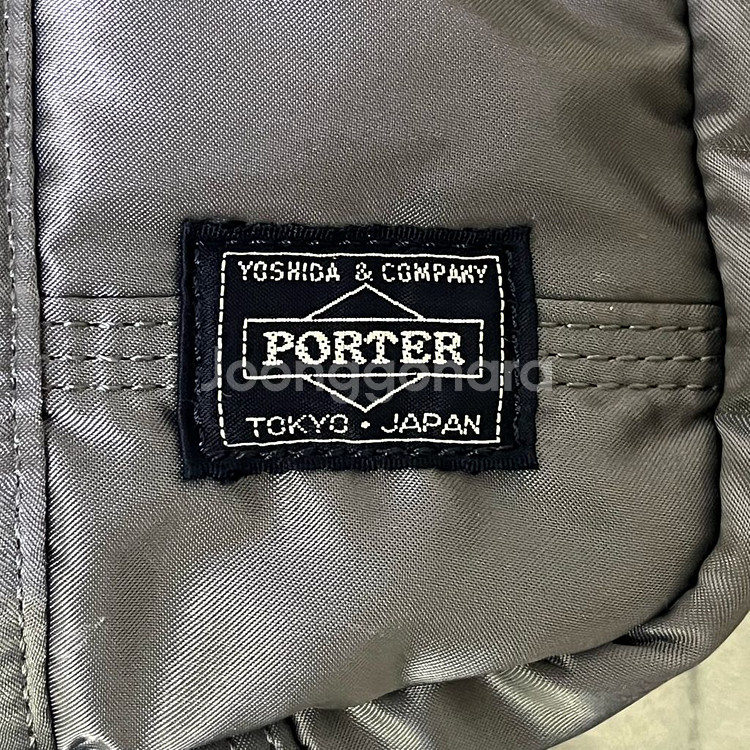 YOSHIDA & COMPANY
PORTER
Joonggonara
TOKYO · JAPAN